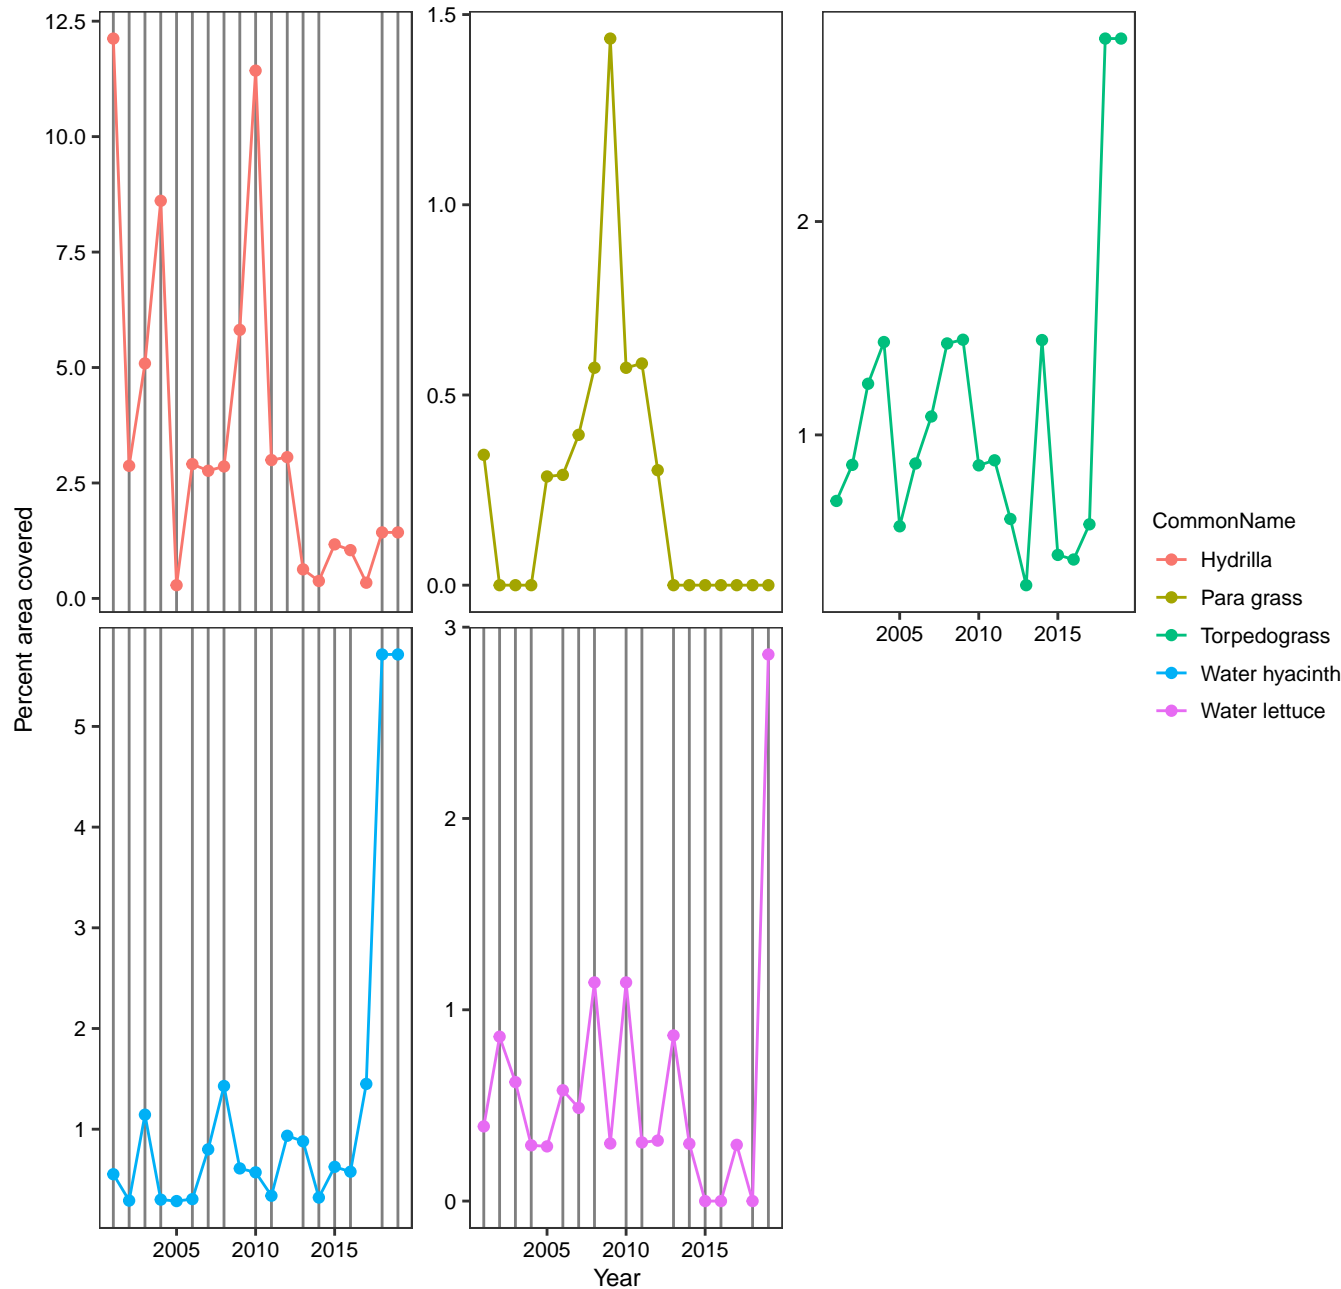 Percent area covered
12.5
10.0
7.5
5.0
2.5
0.0
1.5
1.0
0.5
0.0
2
1
2005 2010 2015
5
4
3
2
1
2005 2010 2015
3
2
1
0
2005 2010 2015
Year
CommonName
Hydrilla
Para grass
Torpedograss
Water hyacinth
Water lettuce